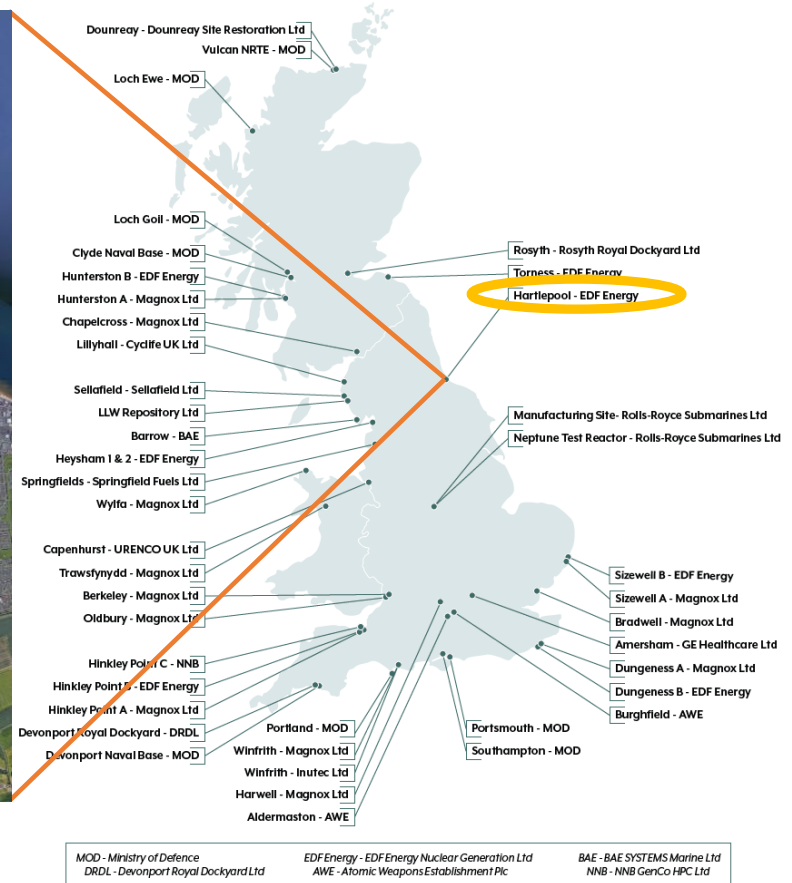 Dounreay - Dounreay Site Restoration Ltd
Vulcan NRTE - MOD
Loch Ewe - MOD
Loch Goil - MOD
Clyde Naval Base - MOD
Hunterston B - EDF Energy
Hunterston A - Magnox Ltd
Chapelcross - Magnox Ltd
Lillyhall - Cyclife UK Ltd
Sellafield - Sellafield Ltd
LLW Repository Ltd
Barrow - BAE
Heysham 1 & 2 - EDF Energy
Springfields - Springfield Fuels Ltd
Wylfa - Magnox Ltd
Capenhurst - URENCO UK Ltd
Trawsfynydd - Magnox Ltd
Berkeley - Magnox Ltd
Oldbury - Magnox Ltd
Hinkley Point C - NNB
Hinkley Point B - EDF Energy
Hinkley Point A - Magnox Ltd
Devonport Royal Dockyard - DRDL
Devonport Naval Base - MOD
Rosyth - Rosyth Royal Dockyard Ltd
Torness - EDF Energy
Hartlepool - EDF Energy
Manufacturing Site- Rolls-Royce Submarines Ltd
Neptune Test Reactor - Rolls-Royce Submarines Ltd
Sizewell B - EDF Energy
Sizewell A - Magnox Ltd
Bradwell - Magnox Ltd
Amersham - GE Healthcare Ltd
Dungeness A - Magnox Ltd
Dungeness B - EDF Energy
Burghfield - AWE
Portland - MOD
Winfrith - Magnox Ltd
Winfrith - Inutec Ltd
Harwell - Magnox Ltd
Aldermaston - AWE
Portsmouth - MOD
Southampton - MOD
MOD - Ministry of Defence
EDF Energy - EDF Energy Nuclear Generation Ltd
BAE - BAE SYSTEMS Marine Ltd
DRDL - Devonport Royal Dockyard Ltd
AWE - Atomic Weapons Establishment Plc
NNB - NNB GenCo HPC Ltd